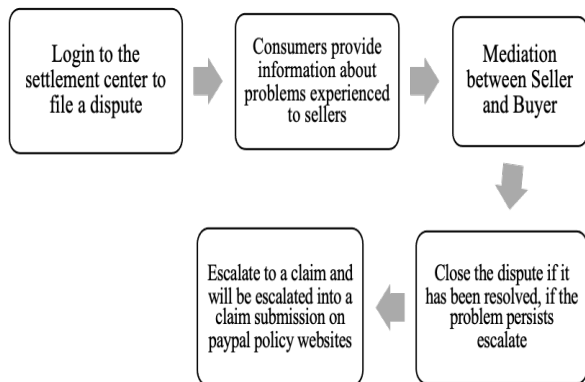 Login to the
settlement center to
file a dispute
Consumers provide
information about
problems experienced
to sellers
Mediation
between Seller
and Buyer
Close the dispute if it
has been resolved, if the
problem persists
escalate
Escalate to a claim and
will be escalated into a
claim submission on
paypal policy websites